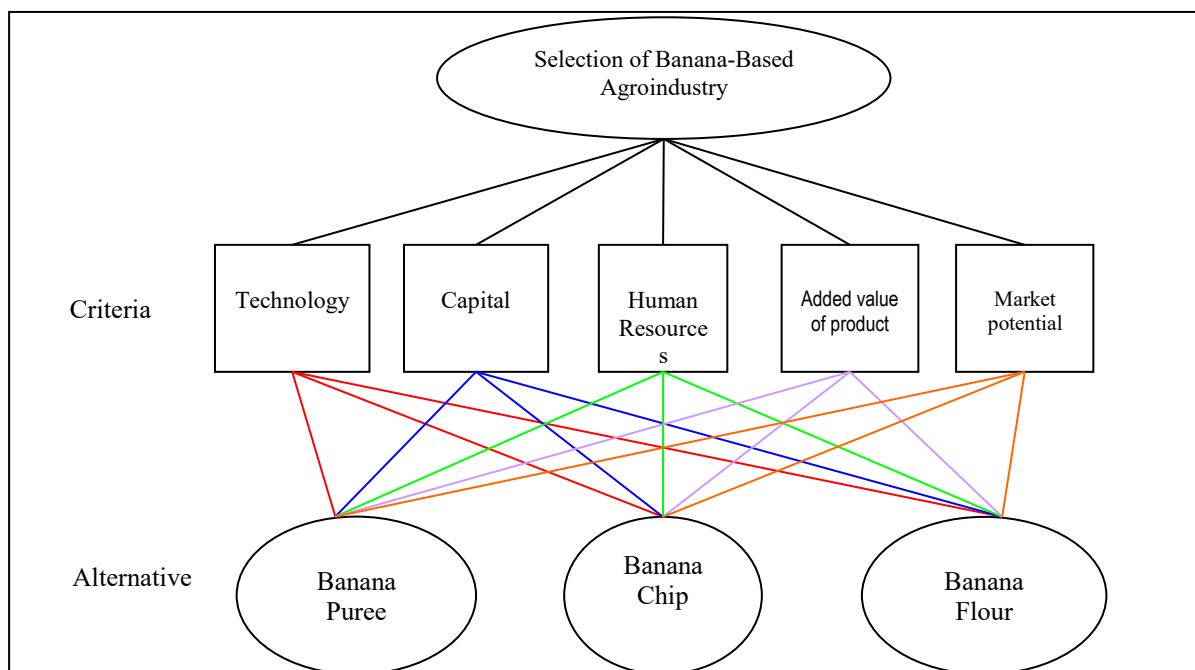 Selection of Banana-Based
Agroindustry
Criteria
Technology
Capital
Human
Resource
s
Added value
of product
Market
potential
Alternative
Banana
Puree
Banana
Chip
Banana
Flour